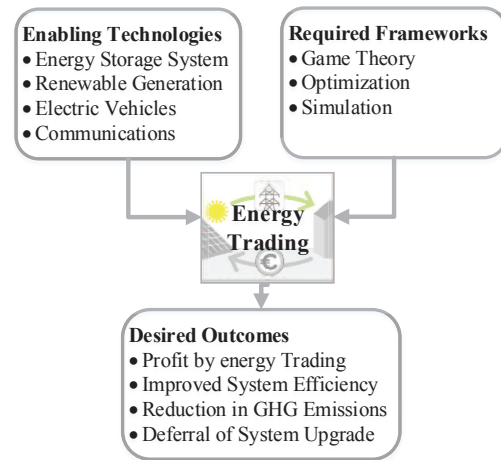 Enabling Technologies
• Energy Storage System
• Renewable Generation
• Electric Vehicles
• Communications
Required Frameworks
• Game Theory
• Optimization
• Simulation
Energy
Trading
€
Desired Outcomes
• Profit by energy Trading
• Improved System Efficiency
• Reduction in GHG Emissions
• Deferral of System Upgrade